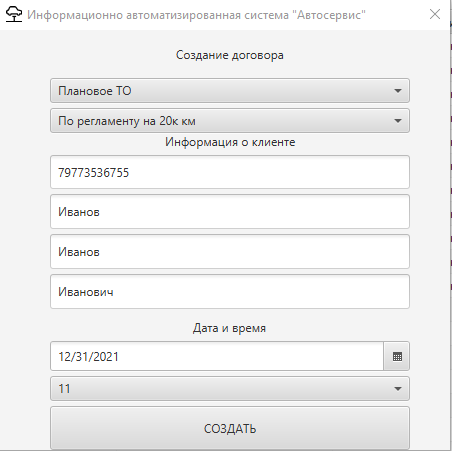 Информационно автоматизированная система "Автосервис"
Создание договора
Плановое ТО
По регламенту на 20к км
Информация о клиенте
79773536755
Иванов
Иванов
Иванович
Дата и время
12/31/2021
11
СОЗДАТЬ